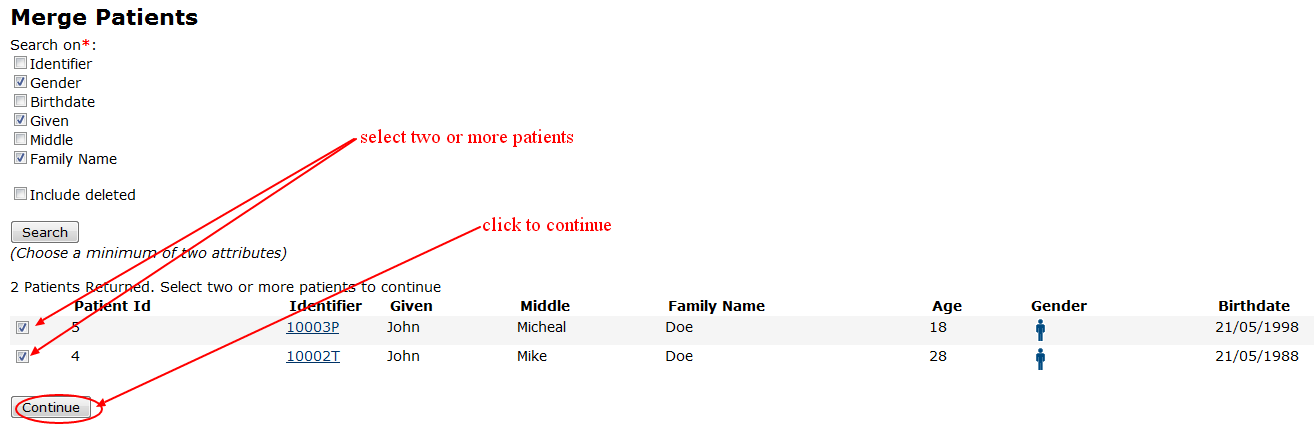 Merge Patients
Search on*:
Identifier
Gender
Birthdate
Given
Middle
select two or more patients
Family Name
Include deleted
click to continue
Search
(Choose a minimum of two attributes)
2 Patients Returned. Select two or more patients to continue
Patient Id Identifier Given Middle Family Name Age Gender Birthdate
5 10003P John Micheal Doe 18 21/05/1998
4 10002T John Mike Doe 28 21/05/1988
Continue